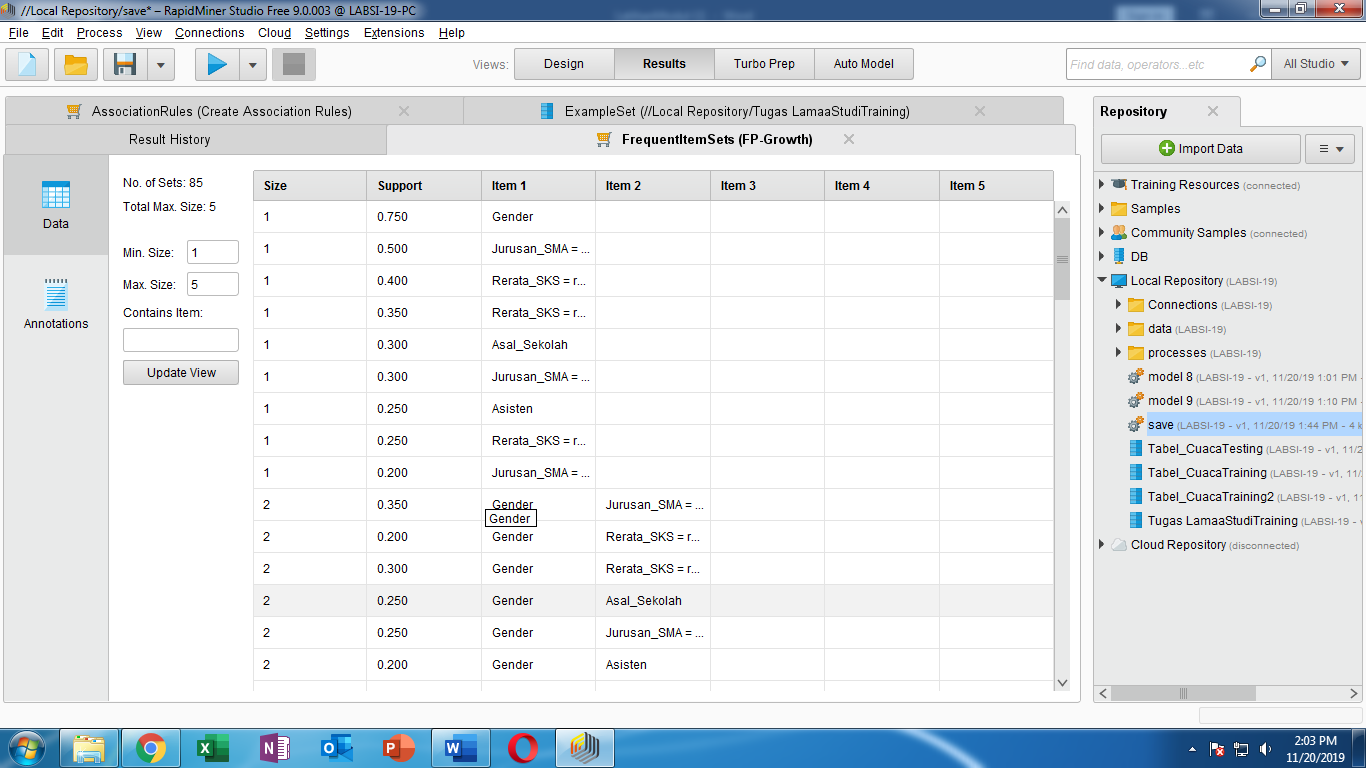 //Local Repository/save* – RapidMiner Studio Free 9.0.003 @ LABSI-19-PC
File Edit Process View Connections Cloud Settings Extensions Help
Views: Design Results Turbo Prep Auto Model
Find data, operators...etc All Studio
AssociationRules (Create Association Rules) ExampleSet (//Local Repository/Tugas LamaaStudiTraining)
Result History FrequentItemSets (FP-Growth)
Data
Annotations
No. of Sets: 85
Total Max. Size: 5
Min. Size: 1
Max. Size: 5
Contains Item:
Update View
Size Support Item 1 Item 2 Item 3 Item 4 Item 5
1 0.750 Gender
1 0.500 Jurusan_SMA = ...
1 0.400 Rerata_SKS = r...
1 0.350 Rerata_SKS = r...
1 0.300 Asal_Sekolah
1 0.300 Jurusan_SMA = ...
1 0.250 Asisten
1 0.250 Rerata_SKS = r...
1 0.200 Jurusan_SMA = ...
2 0.350 Gender Jurusan_SMA = ...
Gender
2 0.200 Gender Rerata_SKS = r...
2 0.300 Gender Rerata_SKS = r...
2 0.250 Gender Asal_Sekolah
2 0.250 Gender Jurusan_SMA = ...
2 0.200 Gender Asisten
Repository
Import Data
Training Resources (connected)
Samples
Community Samples (connected)
DB
Local Repository (LABSI-19)
Connections (LABSI-19)
data (LABSI-19)
processes (LABSI-19)
model 8 (LABSI-19 - v1, 11/20/19 1:01 PM -
model 9 (LABSI-19 - v1, 11/20/19 1:10 PM -
save (LABSI-19 - v1, 11/20/19 1:44 PM - 4 k
Tabel_CuacaTesting (LABSI-19 - v1, 11/2
Tabel_CuacaTraining (LABSI-19 - v1, 11/
Tabel_CuacaTraining2 (LABSI-19 - v1, 11
Tugas LamaaStudiTraining (LABSI-19 - v
Cloud Repository (disconnected)
2:03 PM
11/20/2019